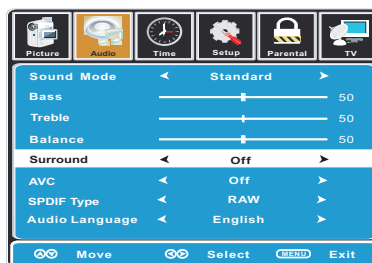 Picture Audio Time Setup Parental TV
Sound Mode Standard
Bass 50
Treble 50
Balance 50
Surround Off
AVC Off
SPDIF Type RAW
Audio Language English
Move Select MENU Exit